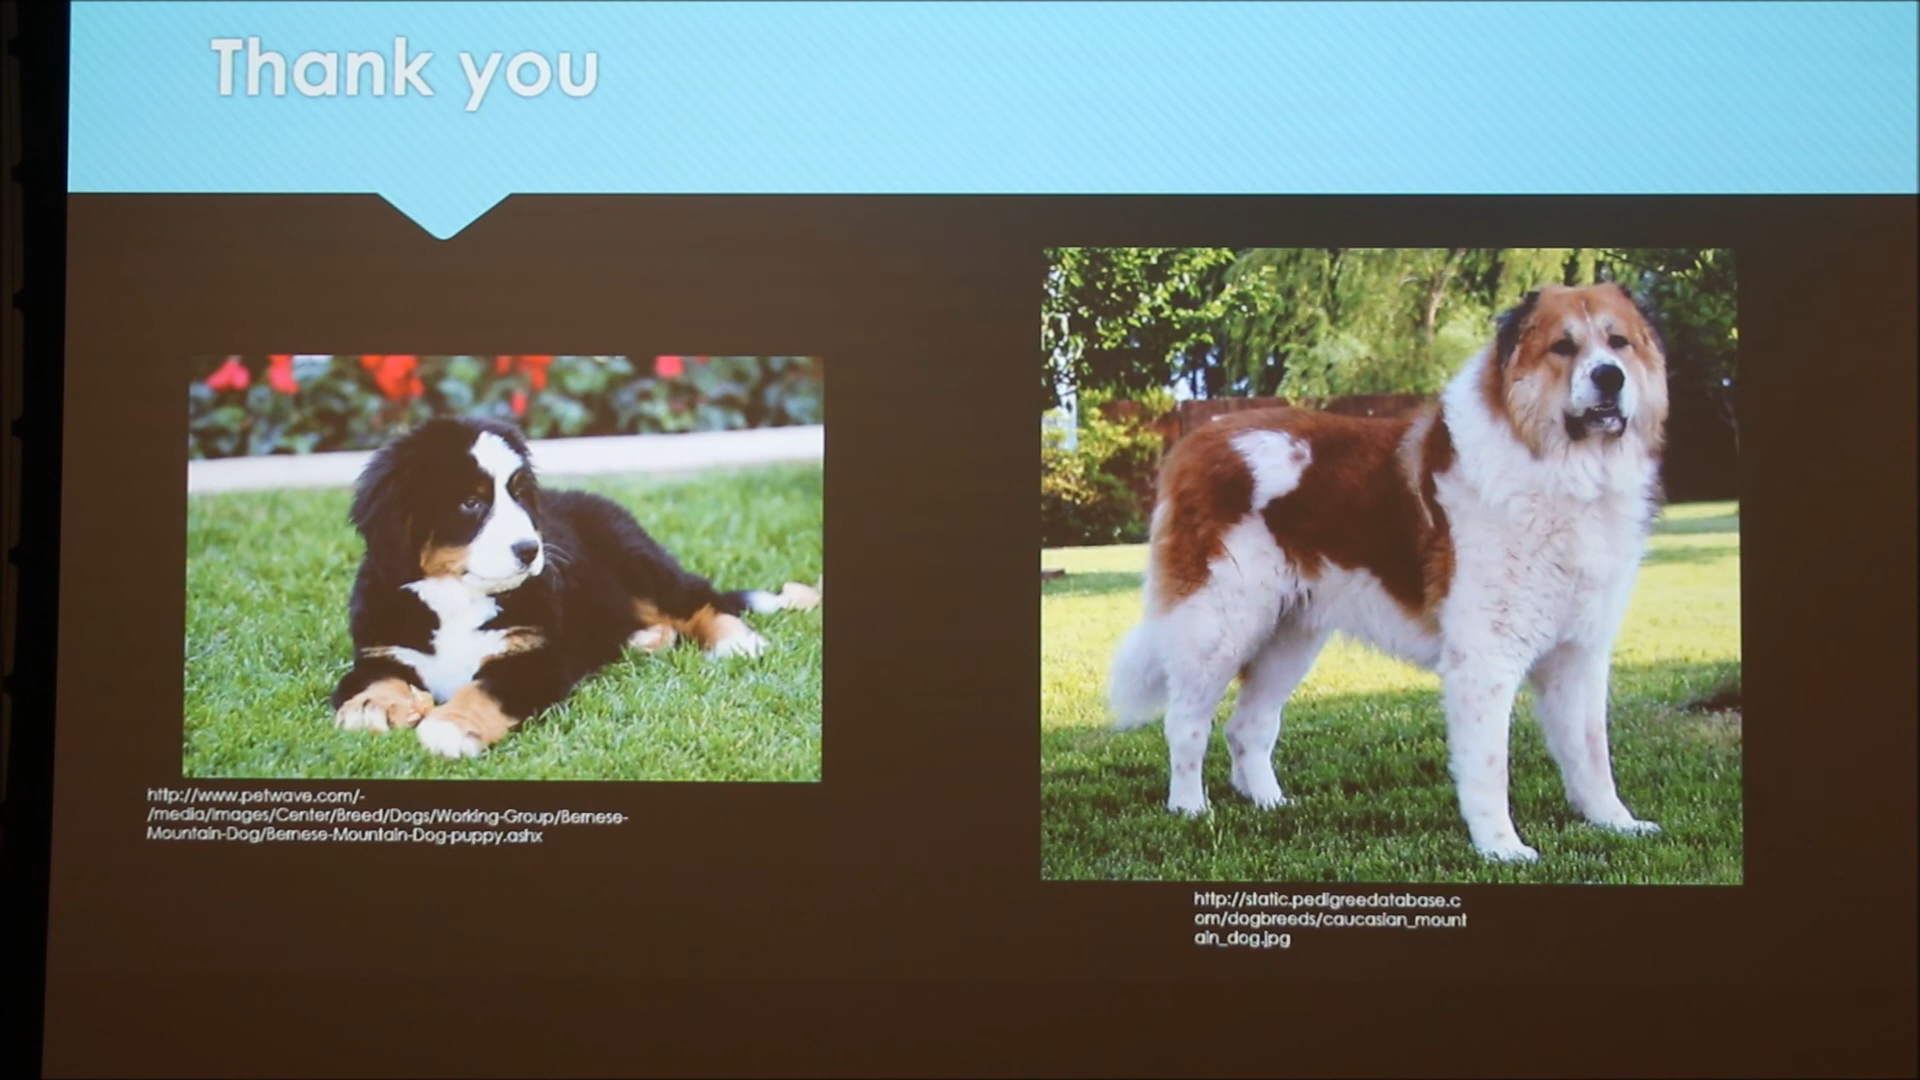 Thank you
http://www.petwave.com/-
/media/Images/Center/Breed/Dogs/Working-Group/Bernese-
Mountain-Dog/Bernese-Mountain-Dog-puppy.ashx
http://static.pedigreedatabase.c
om/dogbreeds/caucasian_mount
ain_dog.jpg